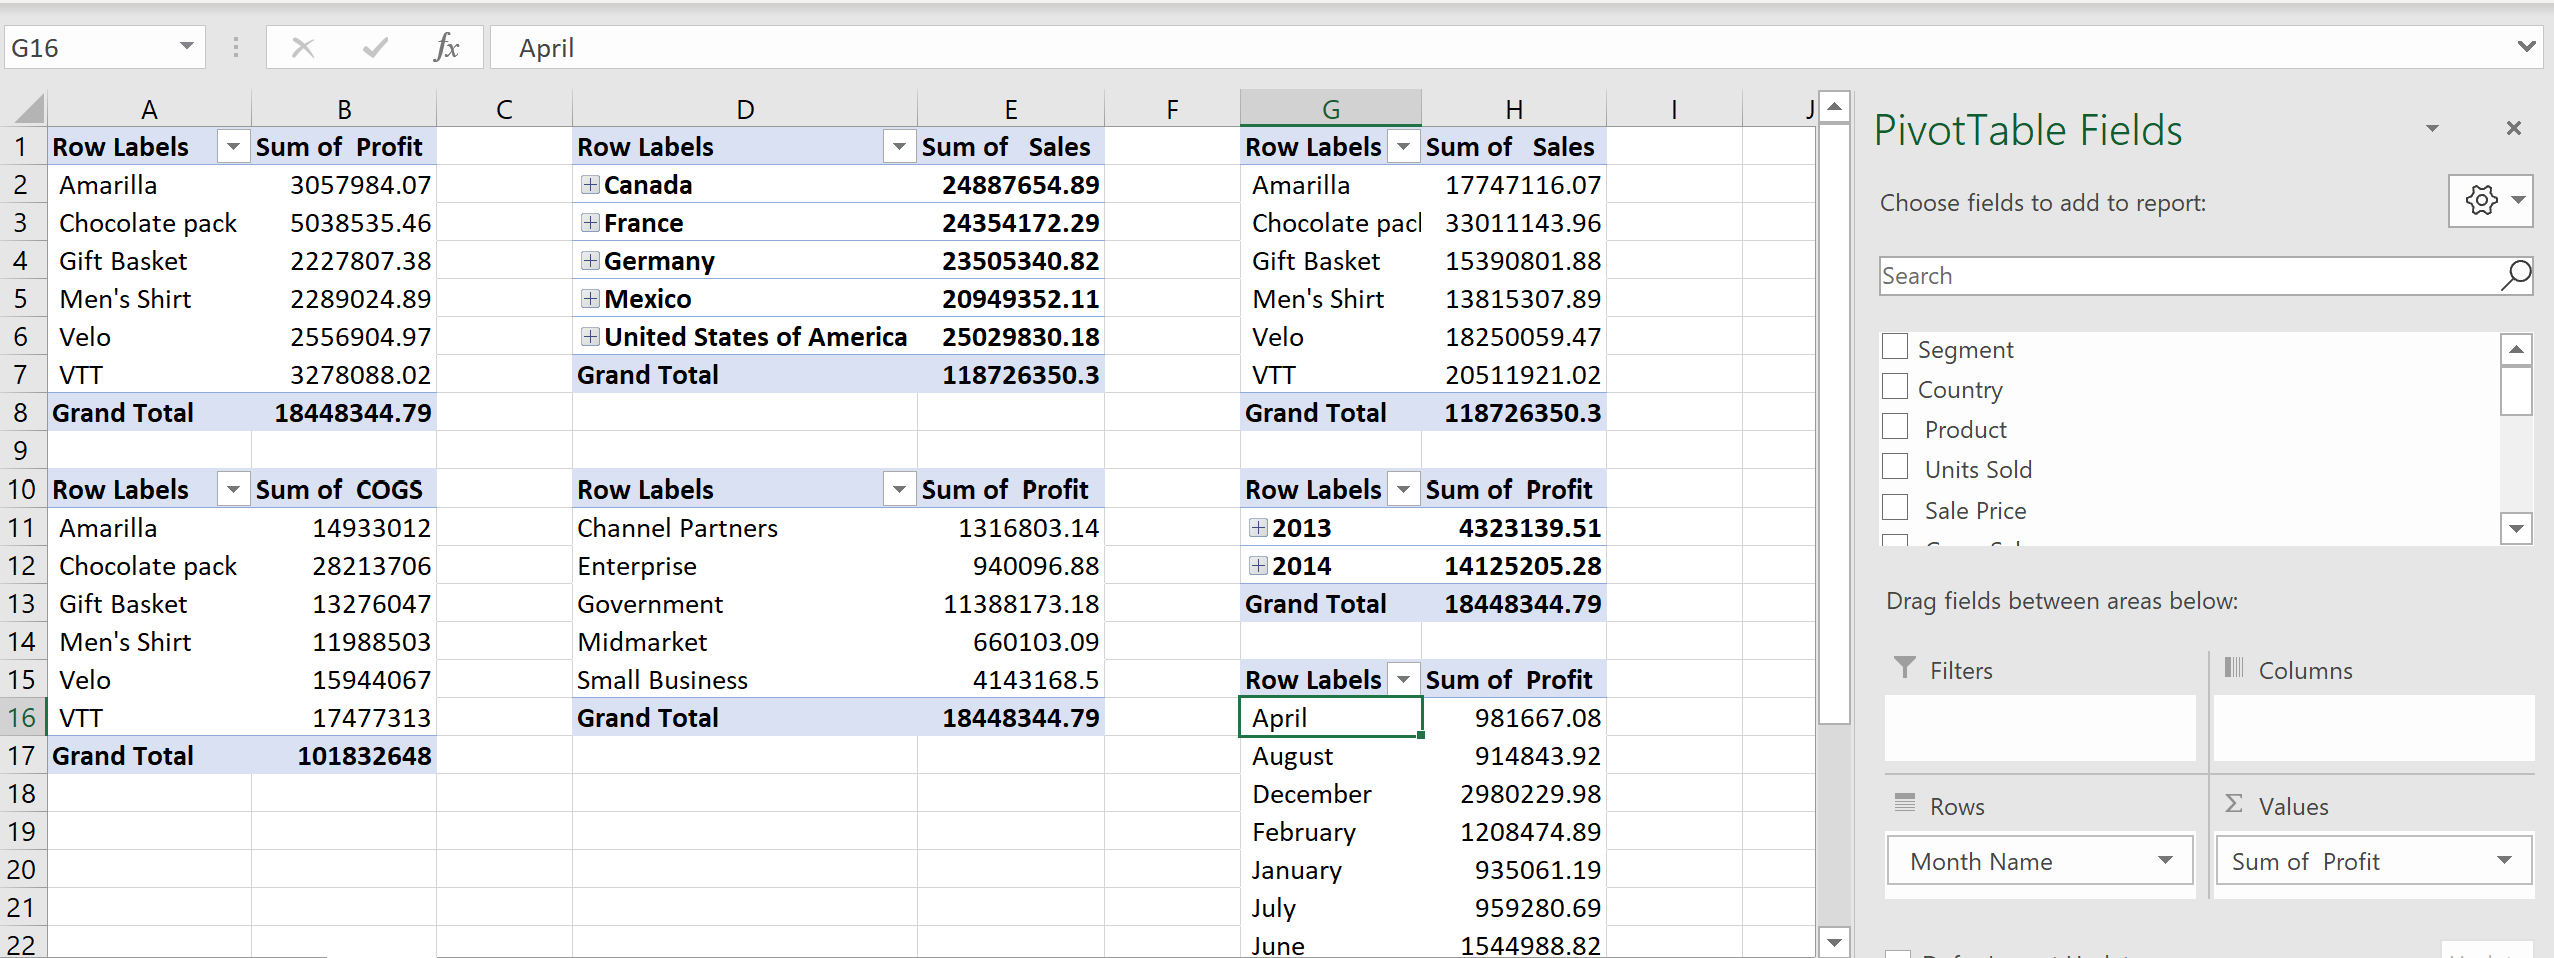 G16 fx April
A B C D E F G H I J
1 Row Labels Sum of  Profit Row Labels Sum of   Sales Row Labels Sum of   Sales
2 Amarilla 3057984.07 Canada 24887654.89 Amarilla 17747116.07
3 Chocolate pack 5038535.46 France 24354172.29 Chocolate pack 33011143.96
4 Gift Basket 2227807.38 Germany 23505340.82 Gift Basket 15390801.88
5 Men's Shirt 2289024.89 Mexico 20949352.11 Men's Shirt 13815307.89
6 Velo 2556904.97 United States of America 25029830.18 Velo 18250059.47
7 VTT 3278088.02 Grand Total 118726350.3 VTT 20511921.02
8 Grand Total 18448344.79 Grand Total 118726350.3
9
10 Row Labels Sum of  COGS Row Labels Sum of  Profit Row Labels Sum of  Profit
11 Amarilla 14933012 Channel Partners 1316803.14 2013 4323139.51
12 Chocolate pack 28213706 Enterprise 940096.88 2014 14125205.28
13 Gift Basket 13276047 Government 11388173.18 Grand Total 18448344.79
14 Men's Shirt 11988503 Midmarket 660103.09
15 Velo 15944067 Small Business 4143168.5 Row Labels Sum of  Profit
16 VTT 17477313 Grand Total 18448344.79 April 981667.08
17 Grand Total 101832648 August 914843.92
18 December 2980229.98
19 February 1208474.89
20 January 935061.19
21 July 959280.69
22 June 1544988.82
PivotTable Fields
Choose fields to add to report:
Search
Segment
Country
Product
Units Sold
Sale Price
Drag fields between areas below:
Filters
Columns
Rows
Σ Values
Month Name
Sum of  Profit